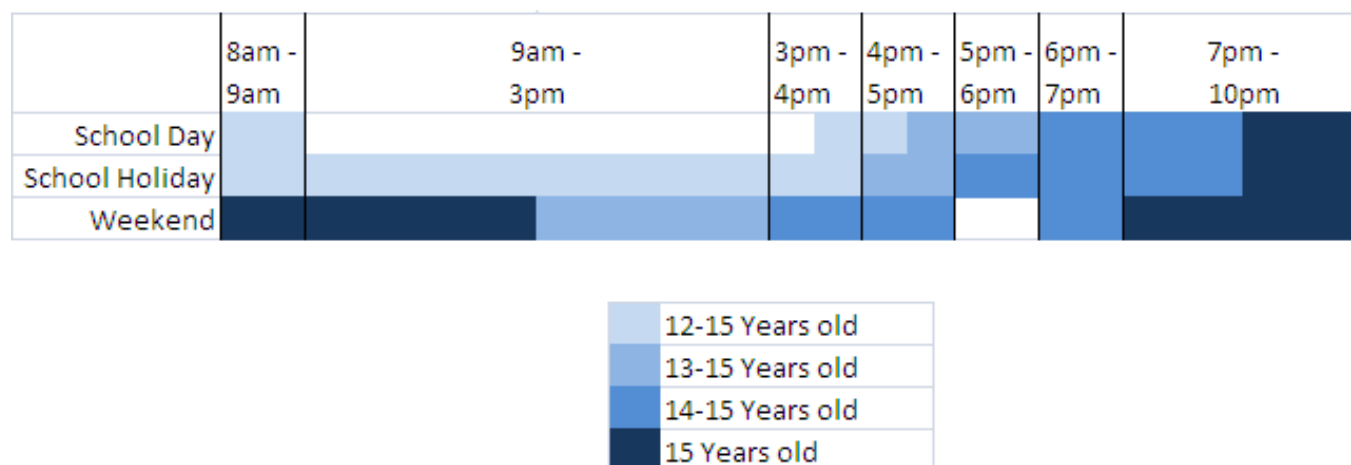 8am - 9am - 3pm - 4pm - 5pm - 6pm - 7pm -
9am 3pm 4pm 5pm 6pm 7pm 10pm
School Day
School Holiday
Weekend
12-15 Years old
13-15 Years old
14-15 Years old
15 Years old